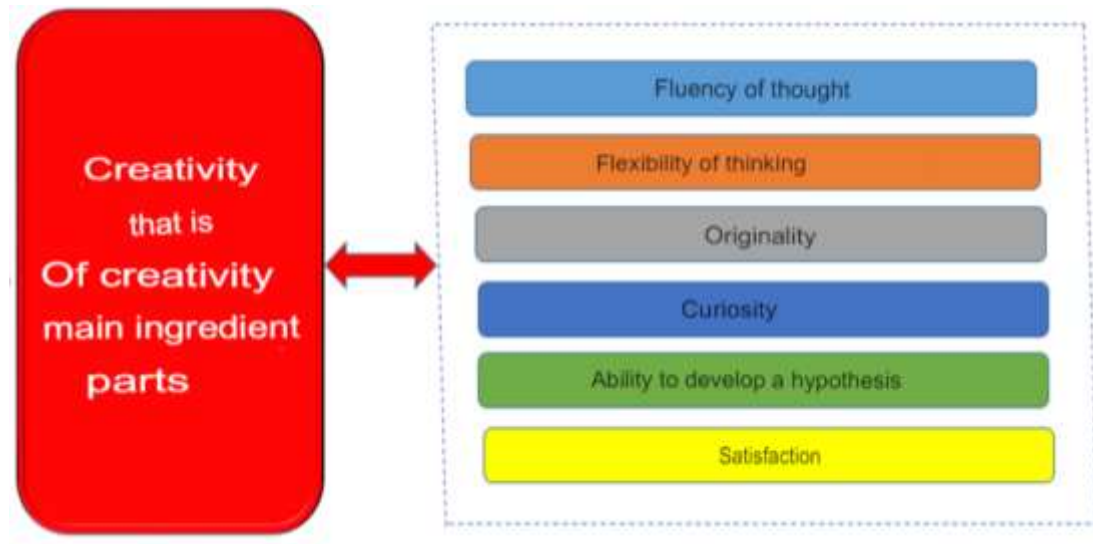 Creativity
that is
Of creativity
main ingredient
parts
Fluency of thought
Flexibility of thinking
Originality
Curiosity
Ability to develop a hypothesis
Satisfaction